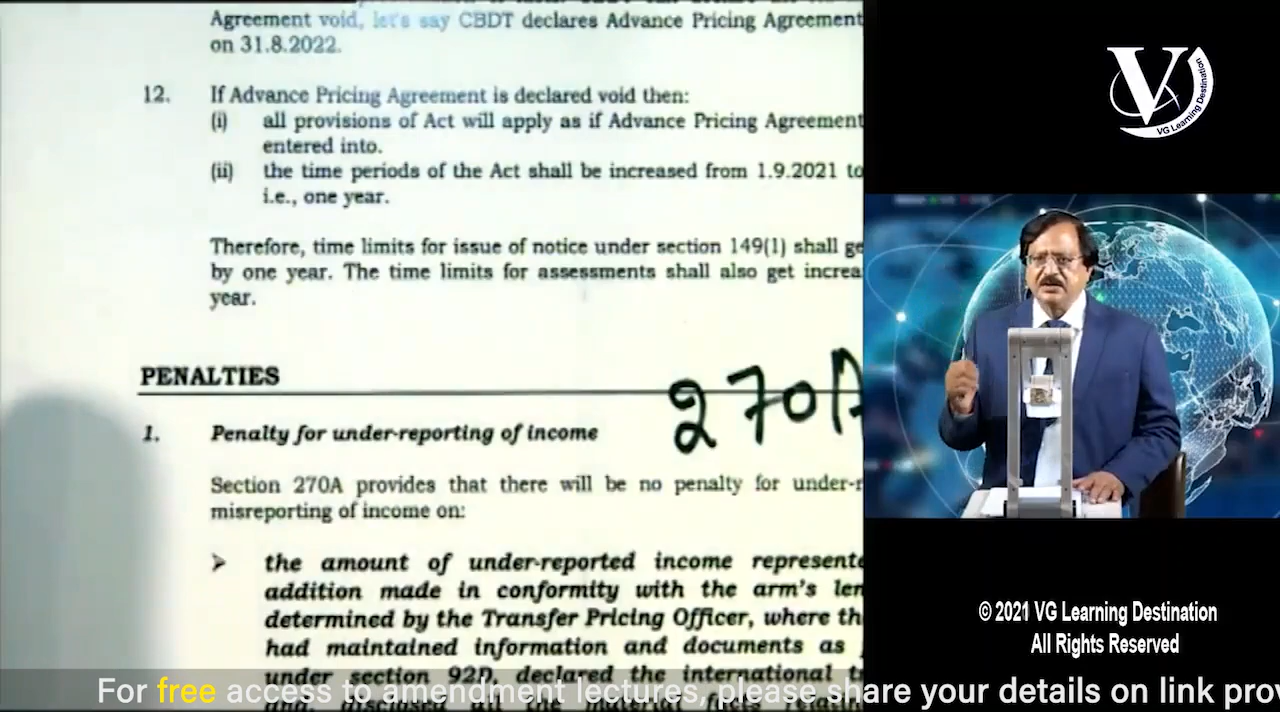 Agreement void, let's say CBDT declares Advance Pricing Agreement
on 31.8.2022.
12. If Advance Pricing Agreement is declared void then:
(i) all provisions of Act will apply as if Advance Pricing Agreement
entered into.
(ii) the time periods of the Act shall be increased from 1.9.2021 to
i.e., one year.
Therefore, time limits for issue of notice under section 149(1) shall ge
by one year. The time limits for assessments shall also get increa
year.
PENALTIES
270A
1. Penalty for under-reporting of income
Section 270A provides that there will be no penalty for under-r
misreporting of income on:
➢ the amount of under-reported income represente
addition made in conformity with the arm's len
determined by the Transfer Pricing Officer, where th
had maintained information and documents as
under section 92D, declared the international t
and, disclosed all the material facts relatin
For free access to amendment lectures, please share your details on link prov
V
VG Learning Destination
© 2021 VG Learning Destination
All Rights Reserved